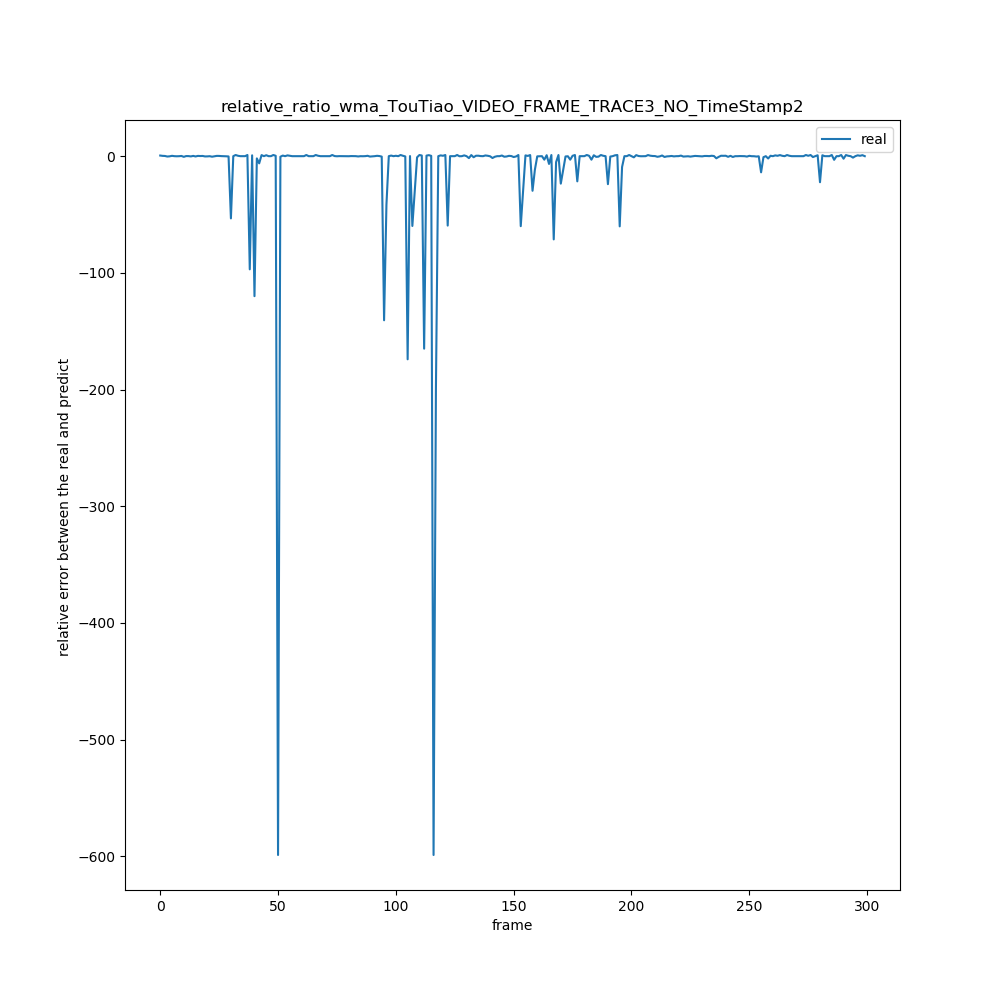 relative_ratio_wma_TouTiao_VIDEO_FRAME_TRACE3_NO_TimeStamp2
real
0
−100
−200
−300
−400
−500
−600
relative error between the real and predict
0 50 100 150 200 250 300
frame